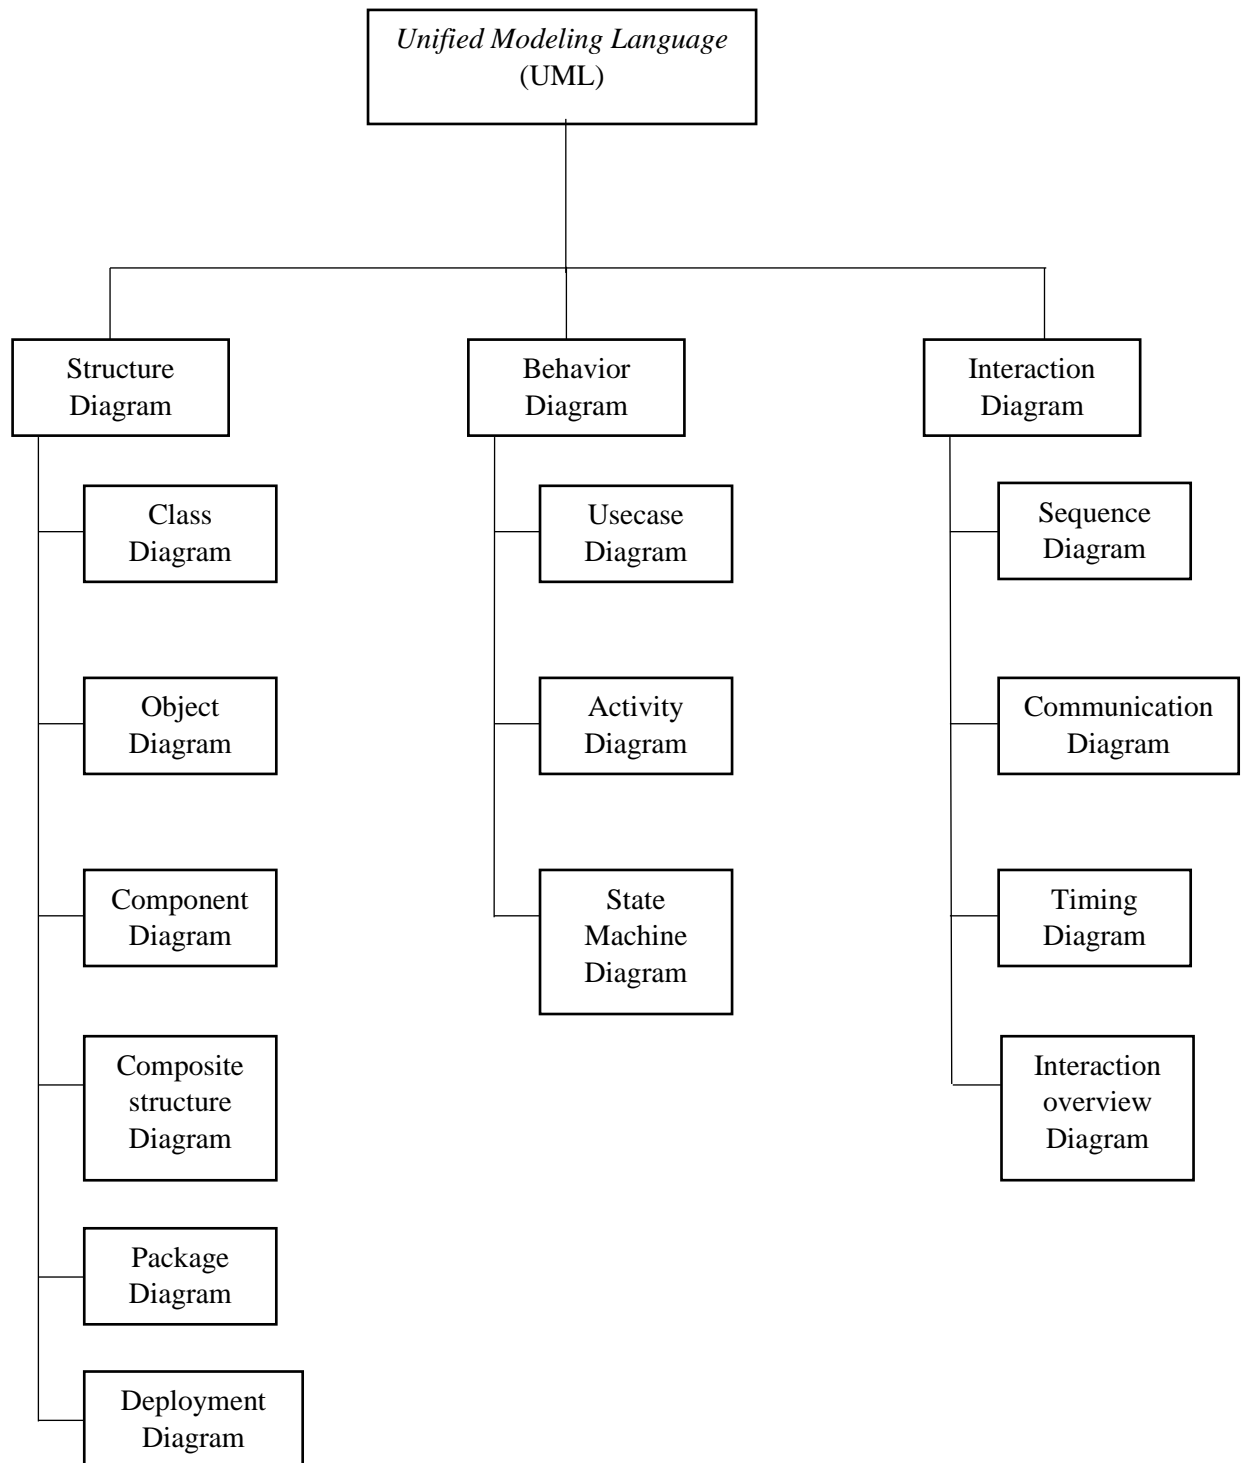 Unified Modeling Language
(UML)
Structure
Diagram
Behavior
Diagram
Interaction
Diagram
Class
Diagram
Usecase
Diagram
Sequence
Diagram
Object
Diagram
Activity
Diagram
Communication
Diagram
Component
Diagram
State
Machine
Diagram
Timing
Diagram
Composite
structure
Diagram
Interaction
overview
Diagram
Package
Diagram
Deployment
Diagram